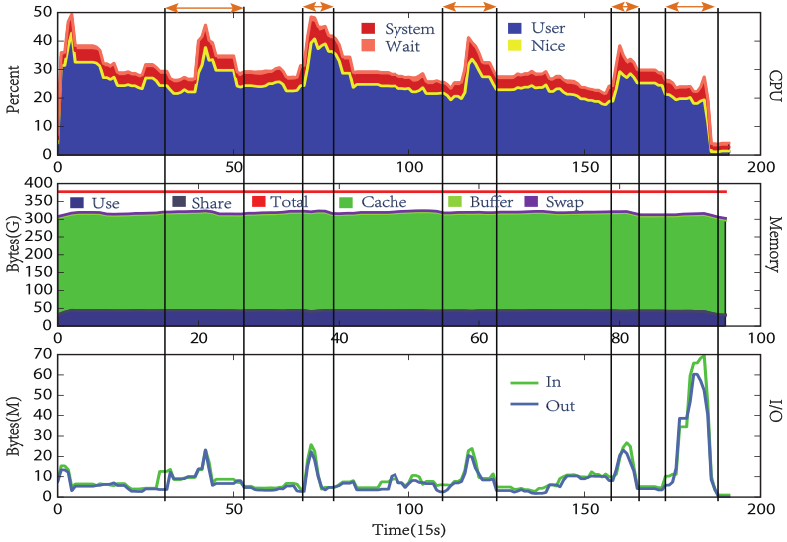 50
40
30
20
10
0
Percent
System
User
Wait
Nice
CPU
0
50
100
150
200
400
350
300
250
200
150
100
50
0
Bytes(G)
Use
Share
Total
Cache
Buffer
Swap
Memory
0
20
40
60
80
100
70
60
50
40
30
20
10
0
Bytes(M)
In
Out
I/O
0
50
100
150
200
Time(15s)